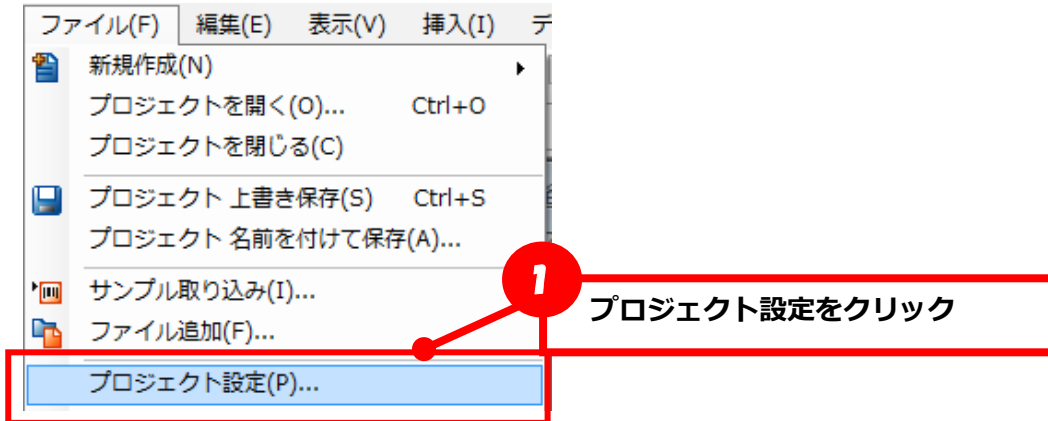 ファイル(F) 編集(E) 表示(V) 挿入(I) デ
新規作成(N)
プロジェクトを開く(O)... Ctrl+O
プロジェクトを閉じる(C)
プロジェクト 上書き保存(S) Ctrl+S
プロジェクト 名前を付けて保存(A)...
サンプル取り込み(I)...
ファイル追加(F)...
プロジェクト設定(P)...
1
プロジェクト設定をクリック